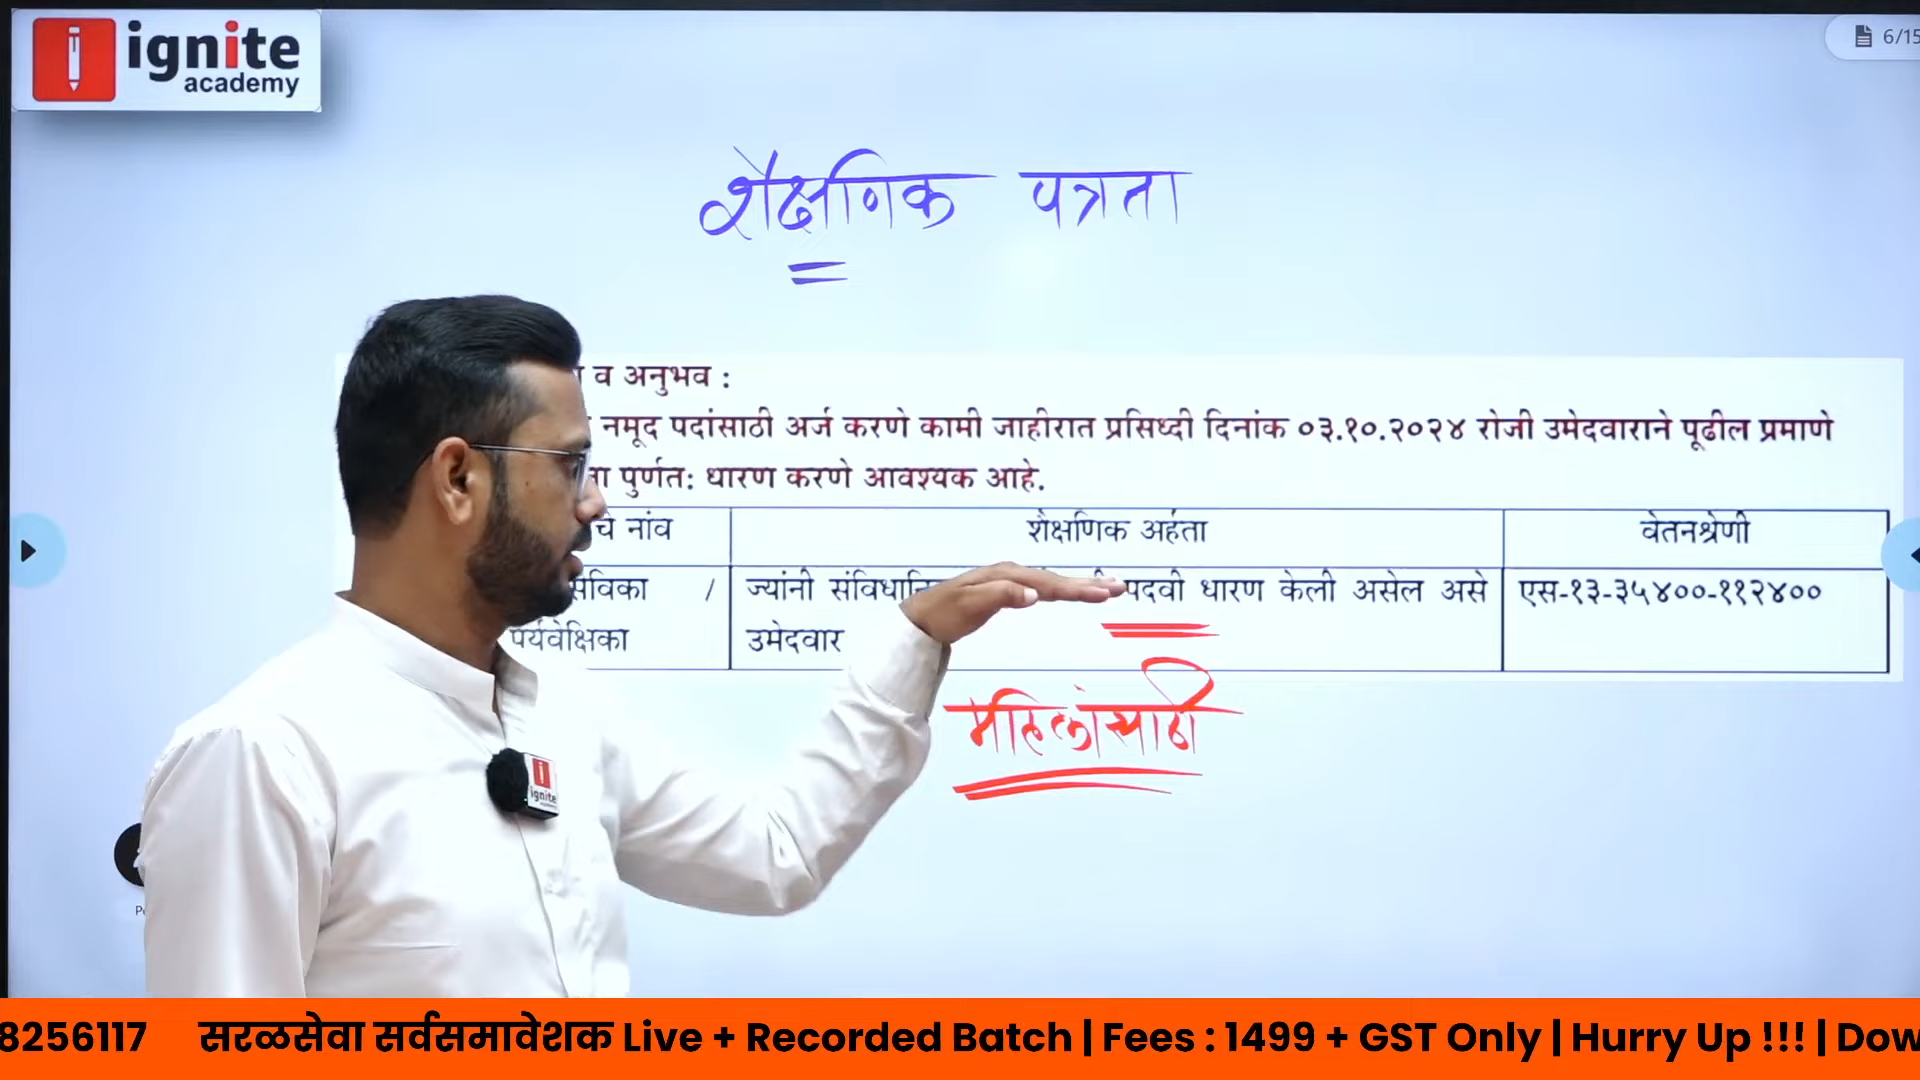 ignite
academy
6/15
शैक्षणिक पत्रता
व अनुभव :
नमूद पदांसाठी अर्ज करणे कामी जाहीरात प्रसिध्दी दिनांक ०३.१०.२०२४ रोजी उमेदवाराने पूढील प्रमाणे
पुर्णत: धारण करणे आवश्यक आहे.
चे नांव
शैक्षणिक अर्हता
वेतनश्रेणी
सेविका /
पर्यवेक्षिका
ज्यांनी पदवी धारण केली असेल असे
उमेदवार
एस-१३-३५४००-११२४००
महिलांसाठी
ignite
8256117 सरळसेवा सर्वसमावेशक Live + Recorded Batch | Fees : 1499 + GST Only | Hurry Up !!! | Dow